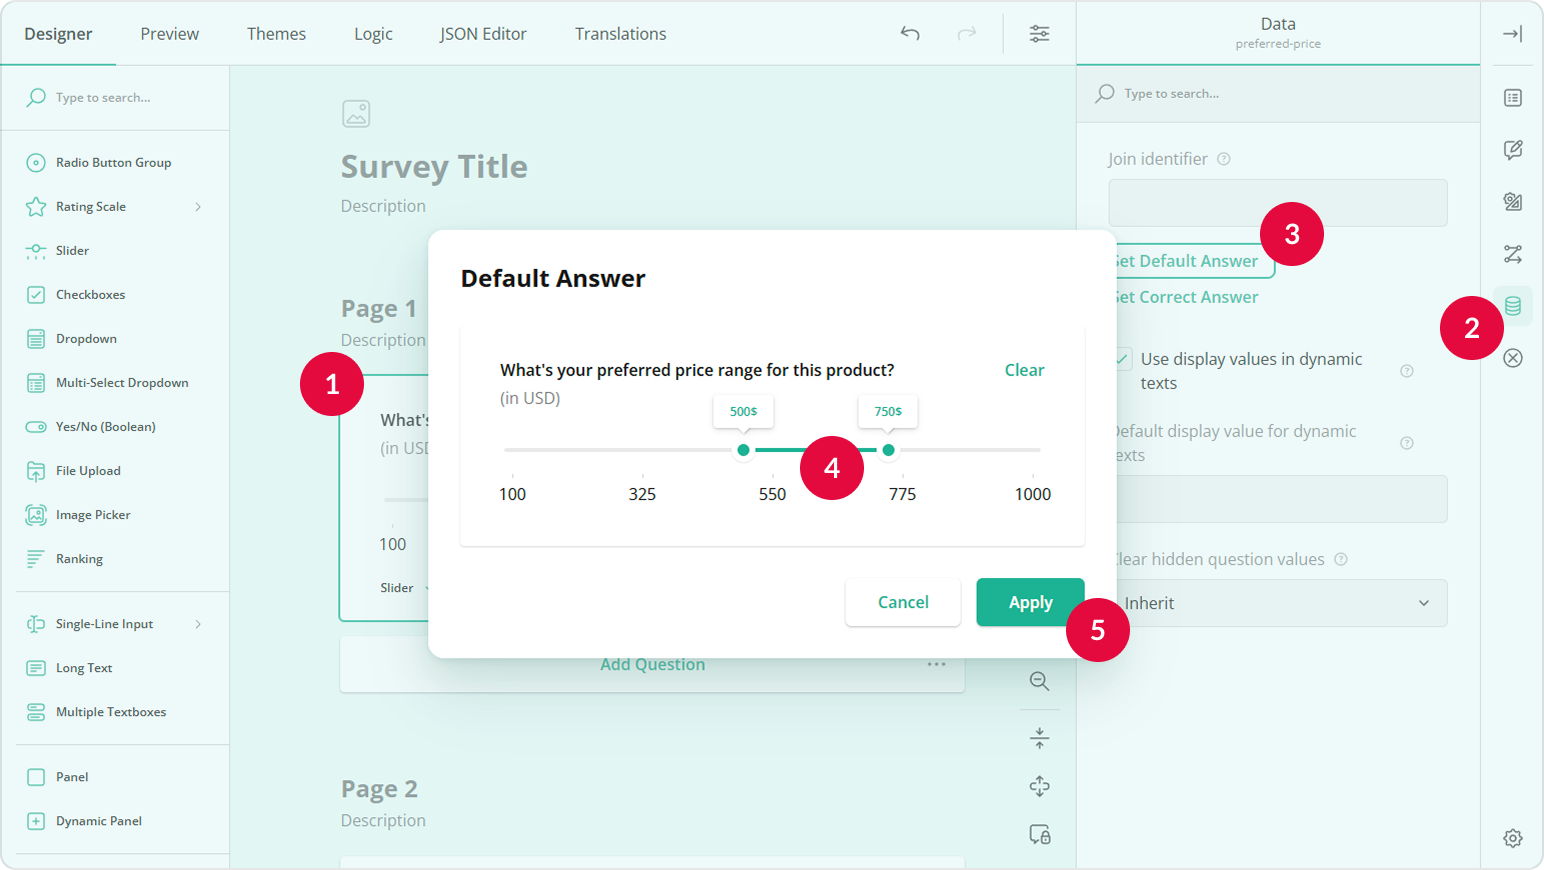 Designer
Preview
Themes
Logic
JSON Editor
Translations
Data
preferred-price
Type to search...
Radio Button Group
Rating Scale
Slider
Checkboxes
Dropdown
Multi-Select Dropdown
Yes/No (Boolean)
File Upload
Image Picker
Ranking
Single-Line Input
Long Text
Multiple Textboxes
Panel
Dynamic Panel
Survey Title
Description
Page 1
Description
1
What's
(in USD
100
Slider
Add Question
Page 2
Description
Default Answer
What's your preferred price range for this product?
Clear
(in USD)
500$
750$
4
100
325
550
775
1000
Cancel
Apply
5
Type to search...
Join identifier
3
Set Default Answer
Set Correct Answer
2
Use display values in dynamic
texts
Default display value for dynamic
texts
Clear hidden question values
Inherit